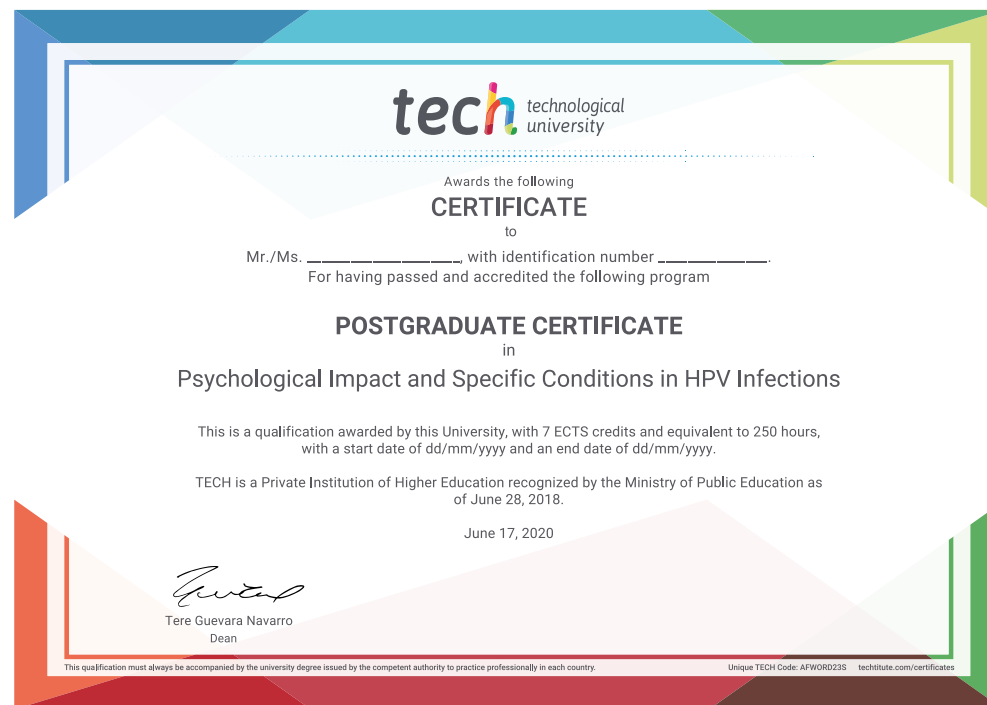 tech technological
university
Awards the following
CERTIFICATE
to
Mr./Ms. ____________________, with identification number ______________.
For having passed and accredited the following program
POSTGRADUATE CERTIFICATE
in
Psychological Impact and Specific Conditions in HPV Infections
This is a qualification awarded by this University, with 7 ECTS credits and equivalent to 250 hours,
with a start date of dd/mm/yyyy and an end date of dd/mm/yyyy.
TECH is a Private Institution of Higher Education recognized by the Ministry of Public Education as
of June 28, 2018.
June 17, 2020
Tere Guevara Navarro
Dean
This qualification must always be accompanied by the university degree issued by the competent authority to practice professionally in each country. Unique TECH Code: AFWORD23S techtitute.com/certificates